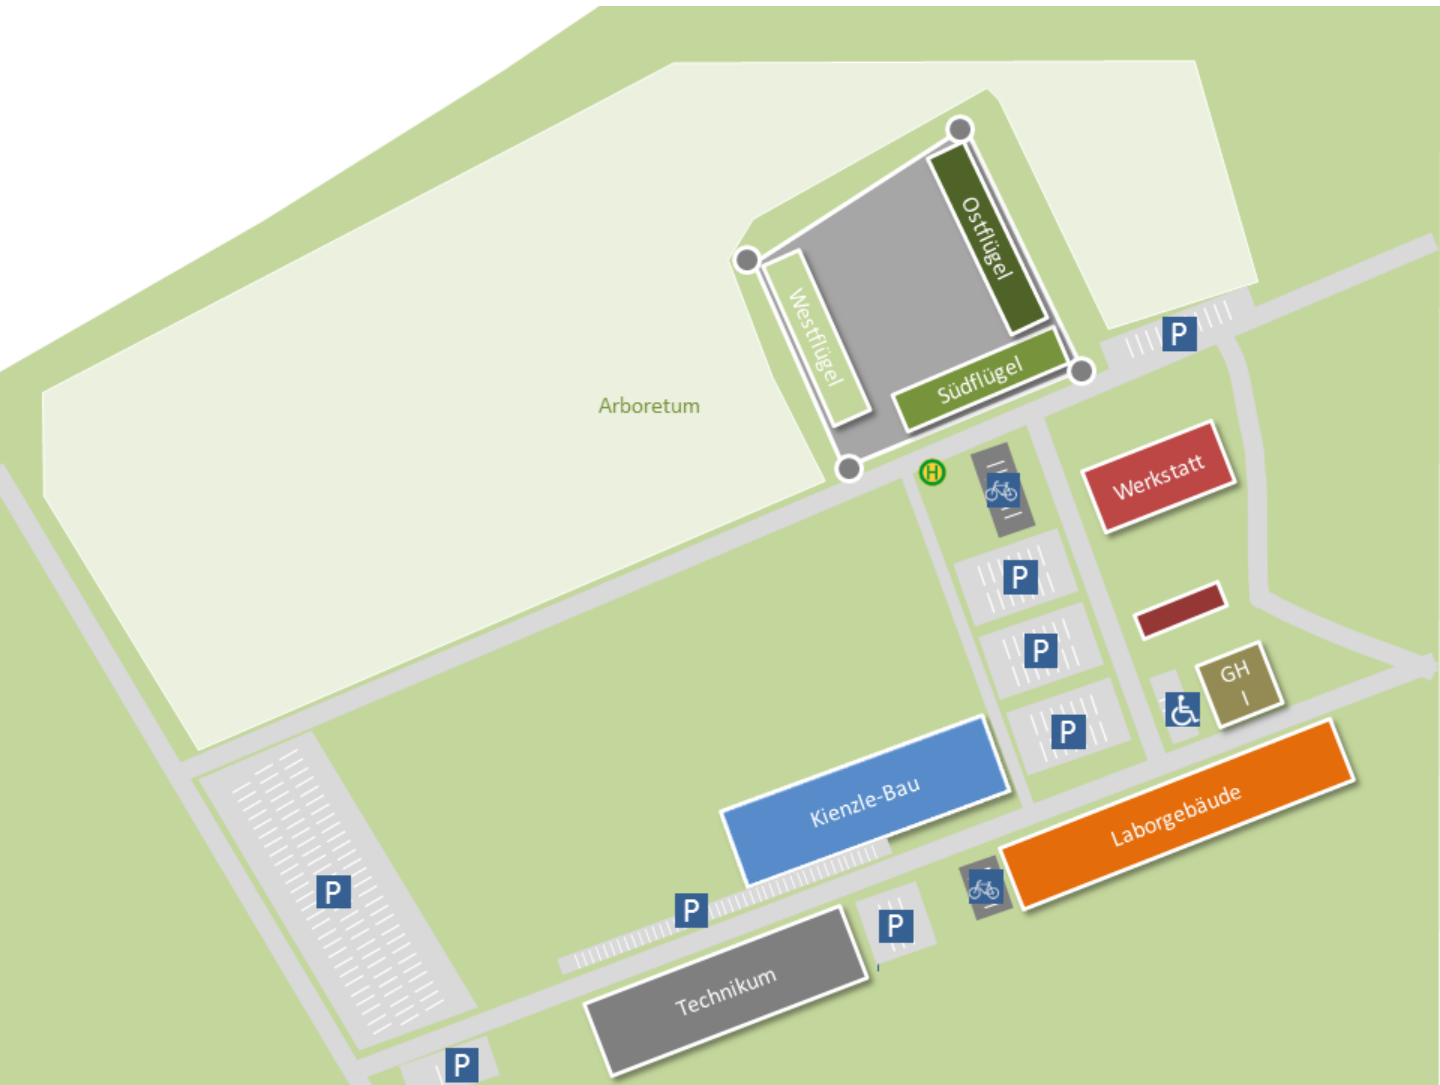 Ostflügel
Westflügel
Südflügel
Arboretum
P
H
Werkstatt
P
P
GH
I
P
Kienzle-Bau
Laborgebäude
P
P
P
Technikum
P